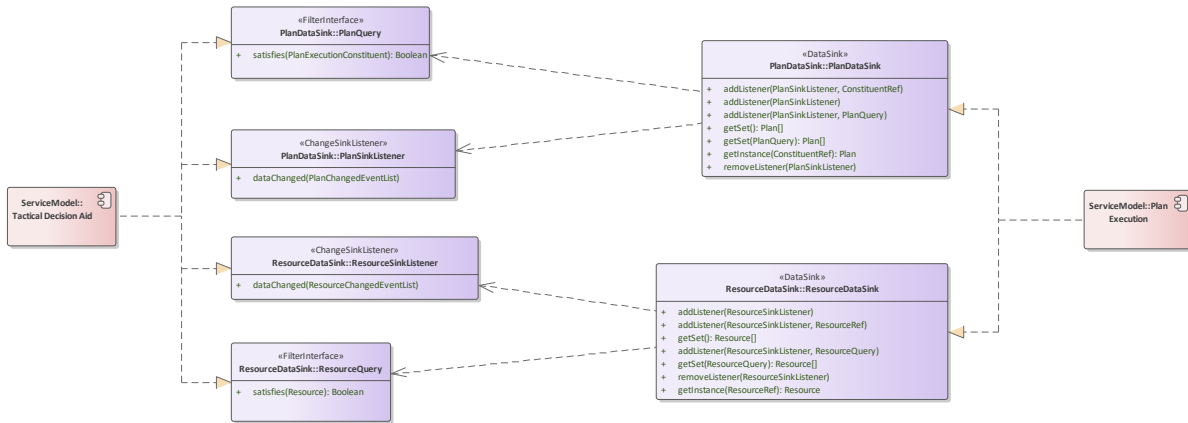 «FilterInterface»
PlanDataSink::PlanQuery
+ satisfies(PlanExecutionConstituent): Boolean
«ChangeSinkListener»
PlanDataSink::PlanSinkListener
+ dataChanged(PlanChangedEventList)
ServiceModel::
Tactical Decision Aid
«ChangeSinkListener»
ResourceDataSink::ResourceSinkListener
+ dataChanged(ResourceChangedEventList)
«FilterInterface»
ResourceDataSink::ResourceQuery
+ satisfies(Resource): Boolean
«DataSink»
PlanDataSink::PlanDataSink
+ addListener(PlanSinkListener, ConstituentRef)
+ addListener(PlanSinkListener)
+ addListener(PlanSinkListener, PlanQuery)
+ getSet(): Plan[]
+ getSet(PlanQuery): Plan[]
+ getInstance(ConstituentRef): Plan
+ removeListener(PlanSinkListener)
«DataSink»
ResourceDataSink::ResourceDataSink
+ addListener(ResourceSinkListener)
+ addListener(ResourceSinkListener, ResourceRef)
+ getSet(): Resource[]
+ addListener(ResourceSinkListener, ResourceQuery)
+ getSet(ResourceQuery): Resource[]
+ removeListener(ResourceSinkListener)
+ getInstance(ResourceRef): Resource
ServiceModel::Plan
Execution